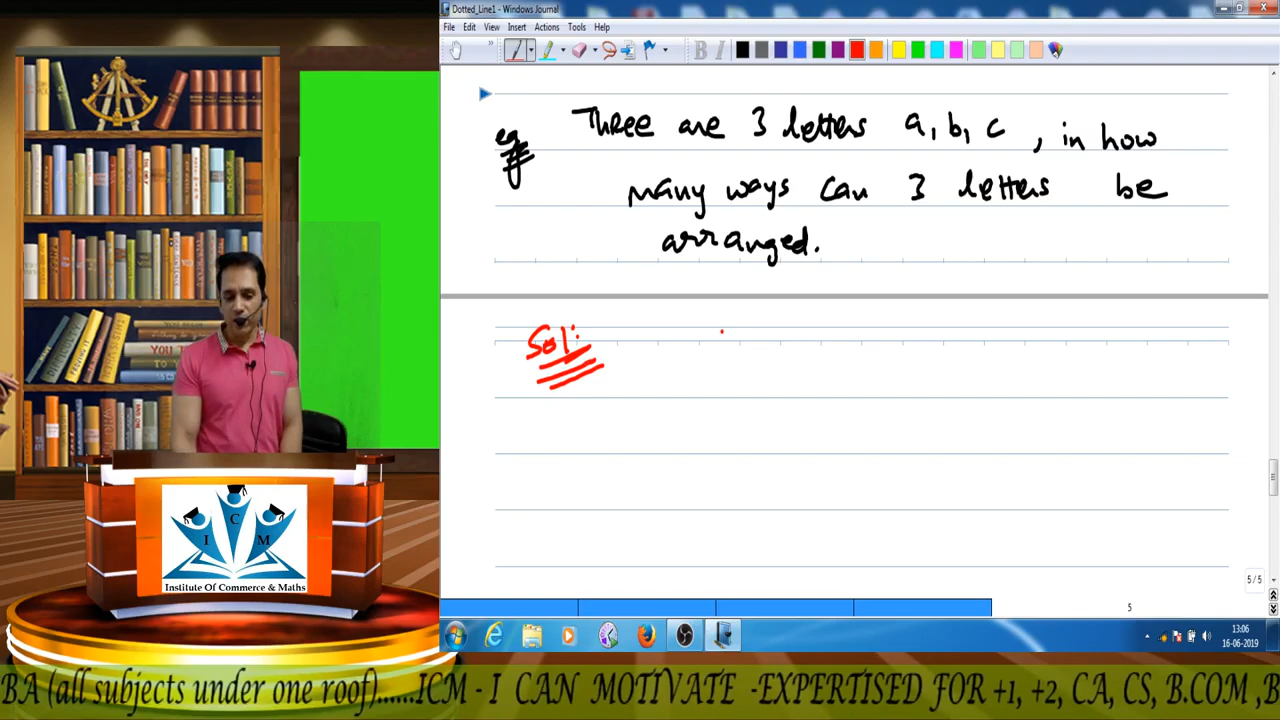 Dotted_Line1 - Windows Journal
File Edit View Insert Actions Tools Help
eg
Three are 3 letters a, b, c , in how
many ways can 3 letters be
arranged.
Sol:
5/5
5
13:06
16-06-2019
I C M
Institute Of Commerce & Maths
BA (all subjects under one roof)......ICM - I CAN MOTIVATE -EXPERTISED FOR +1, +2, CA, CS, B.COM ,B